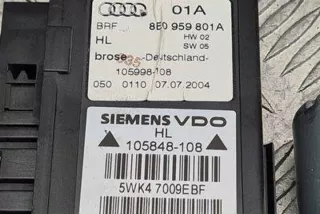 01A
BRF 8E0 959 801A
HL HW 02
SW 05
brose -Deutschland-
105998-108
050 0110 07.07.2004
SIEMENS VDO
HL
105848-108
5WK4 7009EBF